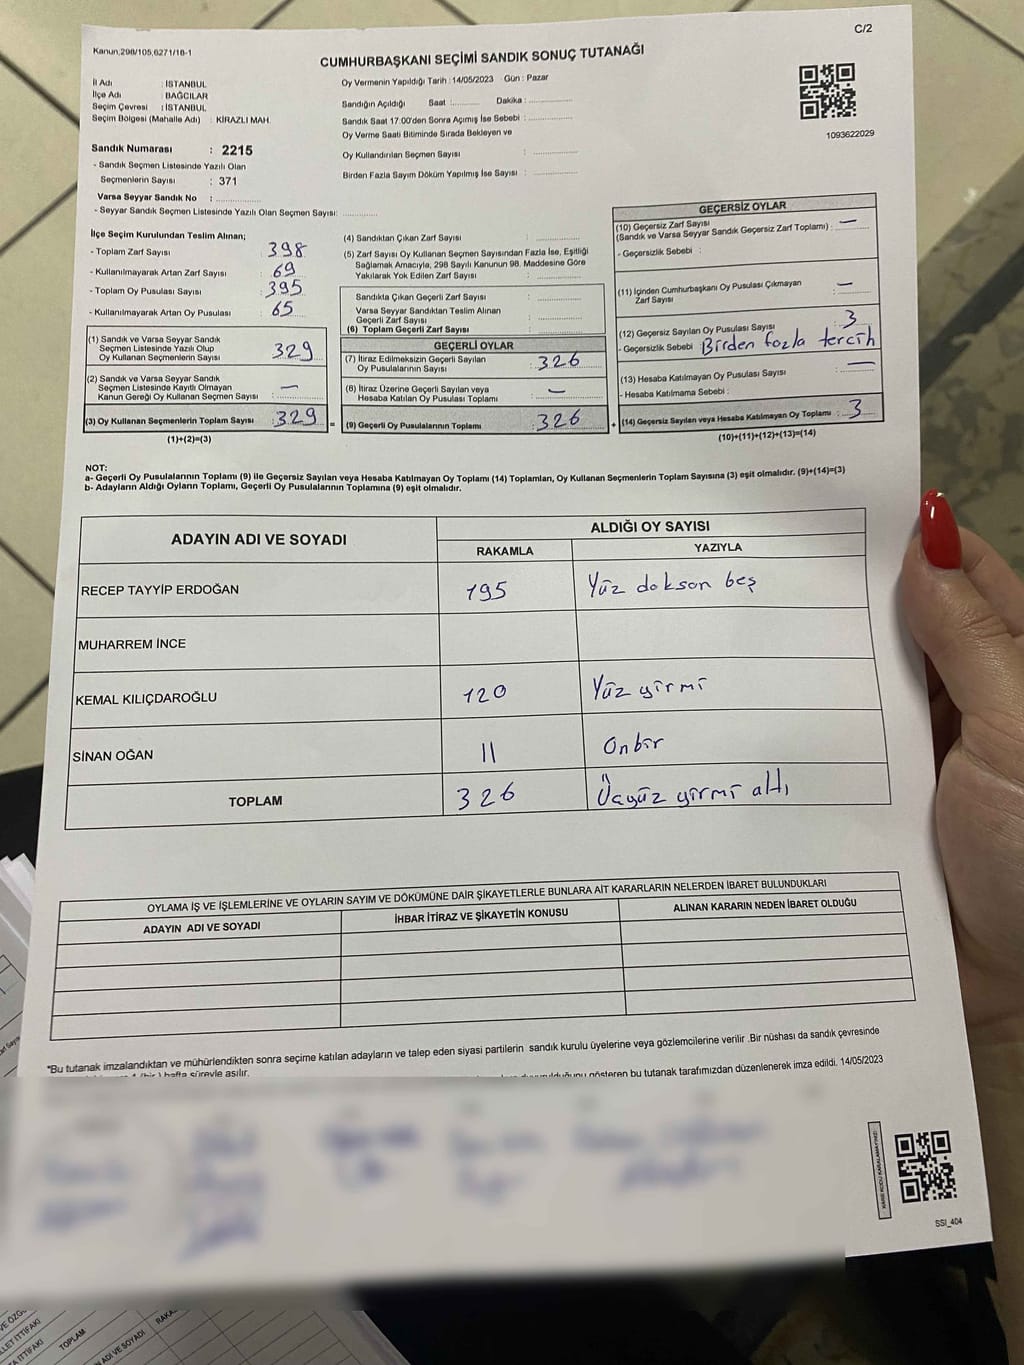 C/2
Kanun,298/105,6271/18-1
CUMHURBAŞKANI SEÇİMİ SANDIK SONUÇ TUTANAĞI
İl Adı : İSTANBUL
İlçe Adı : BAĞCILAR
Seçim Çevresi : İSTANBUL
Seçim Bölgesi (Mahalle Adı) : KİRAZLI MAH.
Sandık Numarası : 2215
- Sandık Seçmen Listesinde Yazılı Olan
Seçmenlerin Sayısı : 371
Varsa Seyyar Sandık No :
- Seyyar Sandık Seçmen Listesinde Yazılı Olan Seçmen Sayısı:
Oy Vermenin Yapıldığı Tarih : 14/05/2023 Gün : Pazar
Sandığın Açıldığı Saat : Dakika :
Sandık Saat 17:00'den Sonra Açımış İse Sebebi :
Oy Verme Saati Bitiminde Sırada Bekleyen ve
Oy Kullandırılan Seçmen Sayısı :
Birden Fazla Sayım Döküm Yapılmış İse Sayısı :
1093622029
İlçe Seçim Kurulundan Teslim Alınan;
- Toplam Zarf Sayısı : 398
- Kullanılmayarak Artan Zarf Sayısı : 69
- Toplam Oy Pusulası Sayısı : 395
- Kullanılmayarak Artan Oy Pusulası : 65
(1) Sandık ve Varsa Seyyar Sandık
Seçmen Listesinde Yazılı Olup
Oy Kullanan Seçmenlerin Sayısı : 329
(2) Sandık ve Varsa Seyyar Sandık
Seçmen Listesinde Kayıtlı Olmayan
Kanun Gereği Oy Kullanan Seçmen Sayısı : —
(3) Oy Kullanan Seçmenlerin Toplam Sayısı : 329 =
(1)+(2)=(3)
(4) Sandıktan Çıkan Zarf Sayısı :
(5) Zarf Sayısı Oy Kullanan Seçmen Sayısından Fazla İse, Eşitliği
Sağlamak Amacıyla, 298 Sayılı Kanunun 98. Maddesine Göre
Yakılarak Yok Edilen Zarf Sayısı :
Sandıkta Çıkan Geçerli Zarf Sayısı :
Varsa Seyyar Sandıktan Teslim Alınan
Geçerli Zarf Sayısı :
(6) Toplam Geçerli Zarf Sayısı :
GEÇERLİ OYLAR
(7) İtiraz Edilmeksizin Geçerli Sayılan
Oy Pusulalarının Sayısı : 326
(8) İtiraz Üzerine Geçerli Sayılan veya
Hesaba Katılan Oy Pusulası Toplamı : —
(9) Geçerli Oy Pusulalarının Toplamı : 326 +
GEÇERSİZ OYLAR
(10) Geçersiz Zarf Sayısı
(Sandık ve Varsa Seyyar Sandık Geçersiz Zarf Toplamı) : —
- Geçersizlik Sebebi :
(11) İçinden Cumhurbaşkanı Oy Pusulası Çıkmayan
Zarf Sayısı : —
(12) Geçersiz Sayılan Oy Pusulası Sayısı : 3
- Geçersizlik Sebebi Birden fazla tercih
(13) Hesaba Katılmayan Oy Pusulası Sayısı : —
- Hesaba Katılmama Sebebi :
(14) Geçersiz Sayılan veya Hesaba Katılmayan Oy Toplamı : 3
(10)+(11)+(12)+(13)=(14)
NOT:
a- Geçerli Oy Pusulalarının Toplamı (9) ile Geçersiz Sayılan veya Hesaba Katılmayan Oy Toplamı (14) Toplamları, Oy Kullanan Seçmenlerin Toplam Sayısına (3) eşit olmalıdır. (9)+(14)=(3)
b- Adayların Aldığı Oyların Toplamı, Geçerli Oy Pusulalarının Toplamına (9) eşit olmalıdır.
ADAYIN ADI VE SOYADI
ALDIĞI OY SAYISI
RAKAMLA YAZIYLA
RECEP TAYYİP ERDOĞAN 195 Yüz dokson beş
MUHARREM İNCE
KEMAL KILIÇDAROĞLU 120 Yüz yirmi
SİNAN OĞAN 11 Onbir
TOPLAM 326 Üçyüz yirmi altı
OYLAMA İŞ VE İŞLEMLERİNE VE OYLARIN SAYIM VE DÖKÜMÜNE DAİR ŞİKAYETLERLE BUNLARA AİT KARARLARIN NELERDEN İBARET BULUNDUKLARI
ADAYIN ADI VE SOYADI İHBAR İTİRAZ VE ŞİKAYETİN KONUSU ALINAN KARARIN NEDEN İBARET OLDUĞU
*Bu tutanak imzalandıktan ve mühürlendikten sonra seçime katılan adayların ve talep eden siyasi partilerin sandık kurulu üyelerine veya gözlemcilerine verilir .Bir nüshası da sandık çevresinde
hafta süreyle asılır.
gösteren bu tutanak tarafımızdan düzenlenerek imza edildi. 14/05/2023
SSI_404
LET İTTİFAKI
TOPLAM
ADI VE SOYADI